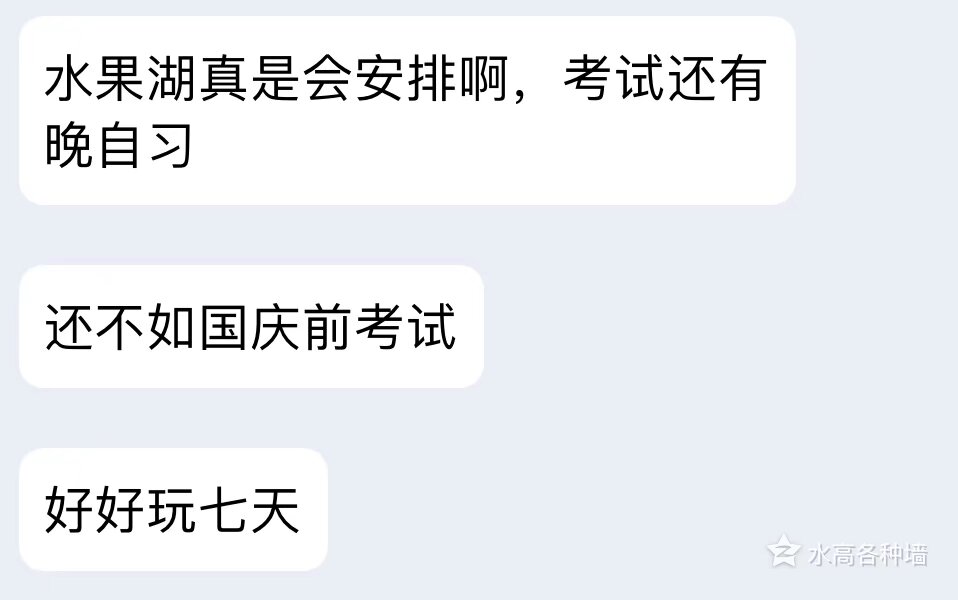 水果湖真是会安排啊，考试还有
晚自习
还不如国庆前考试
好好玩七天
水高各种墙